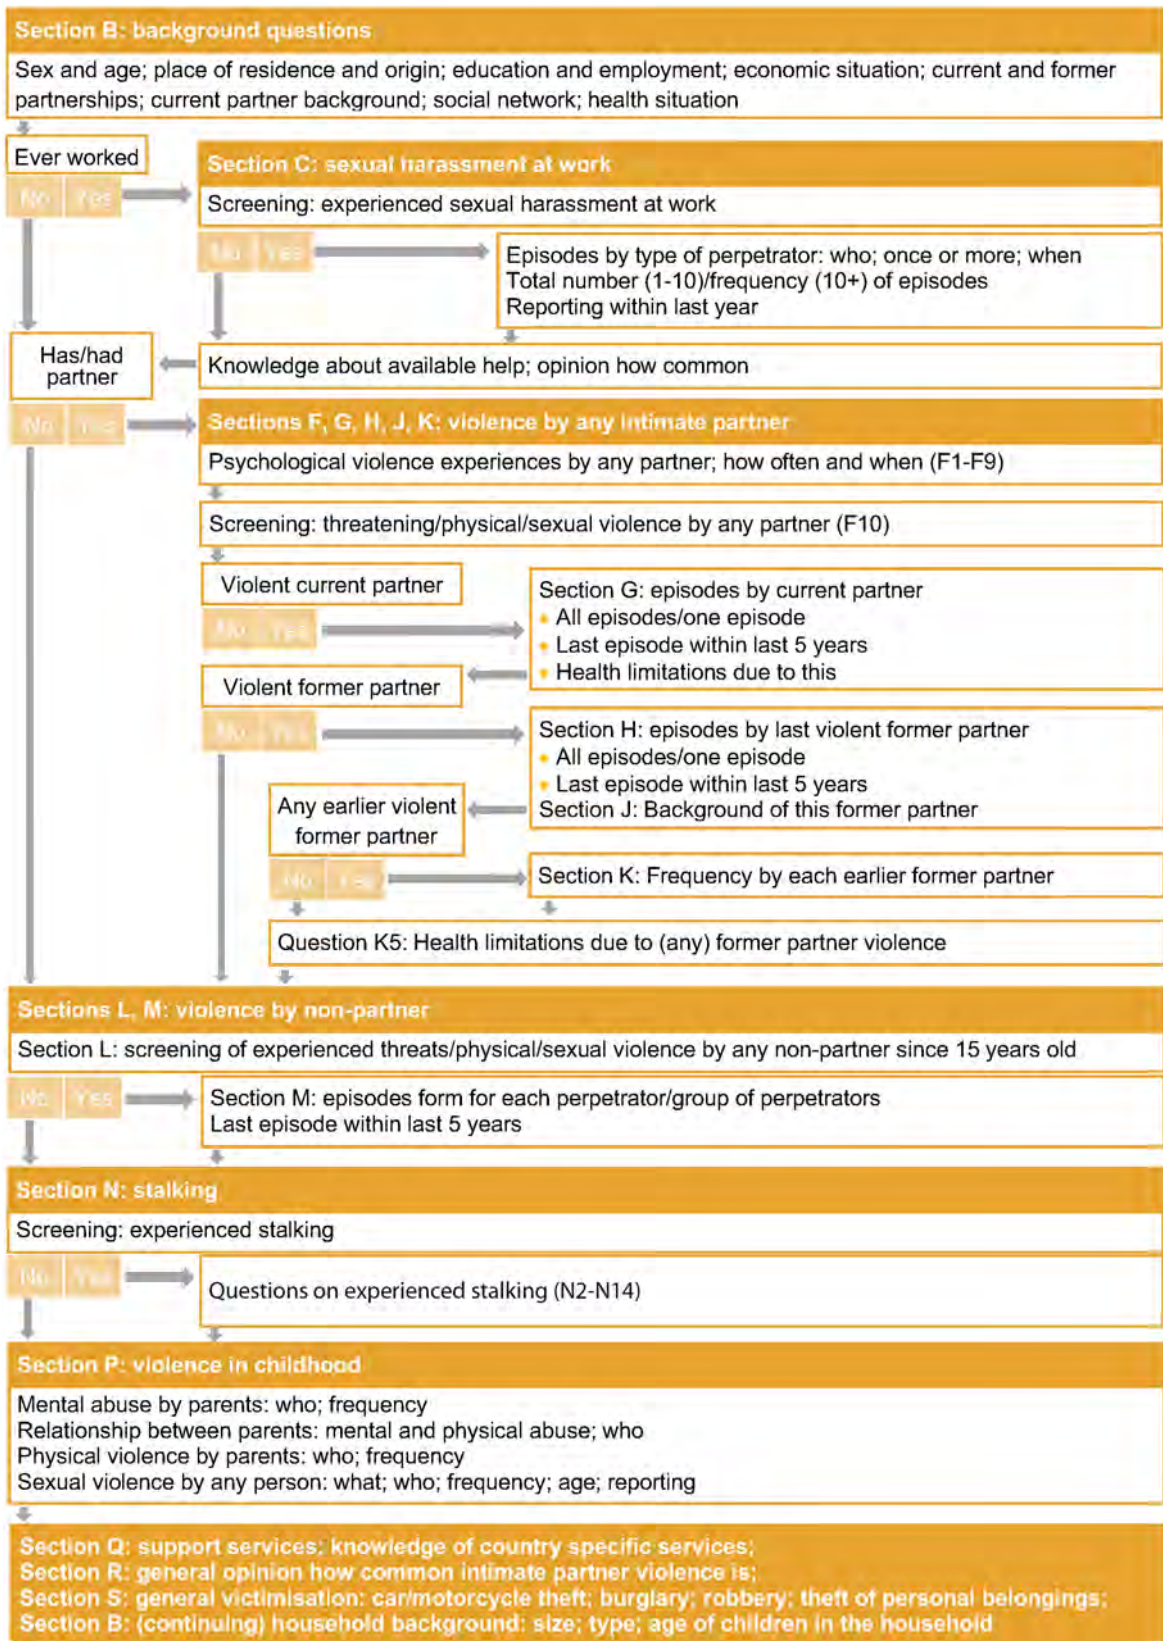 Section B: background questions
Sex and age; place of residence and origin; education and employment; economic situation; current and former
partnerships; current partner background; social network; health situation
Ever worked
No Yes
Section C: sexual harassment at work
Screening: experienced sexual harassment at work
No Yes
Episodes by type of perpetrator: who; once or more; when
Total number (1-10)/frequency (10+) of episodes
Reporting within last year
Has/had
partner
Knowledge about available help; opinion how common
No Yes
Sections F, G, H, J, K: violence by any intimate partner
Psychological violence experiences by any partner; how often and when (F1-F9)
Screening: threatening/physical/sexual violence by any partner (F10)
Violent current partner
No Yes
Section G: episodes by current partner
• All episodes/one episode
• Last episode within last 5 years
• Health limitations due to this
Violent former partner
No Yes
Section H: episodes by last violent former partner
• All episodes/one episode
• Last episode within last 5 years
Section J: Background of this former partner
Any earlier violent
former partner
No Yes
Section K: Frequency by each earlier former partner
Question K5: Health limitations due to (any) former partner violence
Sections L, M: violence by non-partner
Section L: screening of experienced threats/physical/sexual violence by any non-partner since 15 years old
No Yes
Section M: episodes form for each perpetrator/group of perpetrators
Last episode within last 5 years
Section N: stalking
Screening: experienced stalking
No Yes
Questions on experienced stalking (N2-N14)
Section P: violence in childhood
Mental abuse by parents: who; frequency
Relationship between parents: mental and physical abuse; who
Physical violence by parents: who; frequency
Sexual violence by any person: what; who; frequency; age; reporting
Section Q: support services: knowledge of country specific services;
Section R: general opinion how common intimate partner violence is;
Section S: general victimisation: car/motorcycle theft; burglary; robbery; theft of personal belongings;
Section B: (continuing) household background: size; type; age of children in the household